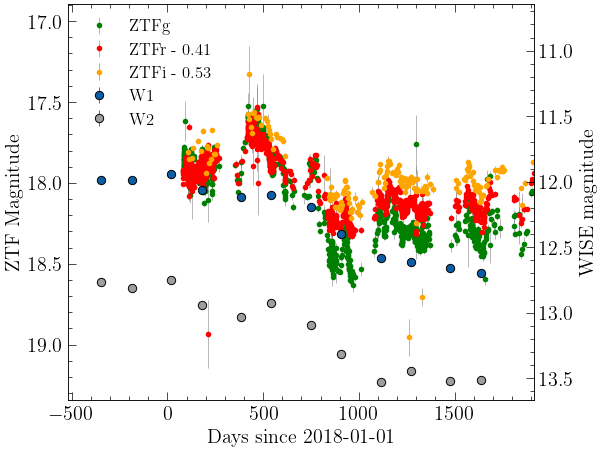 ZTFg
ZTFr - 0.41
ZTFi - 0.53
W1
W2
17.0
17.5
18.0
18.5
19.0
ZTF Magnitude
11.0
11.5
12.0
12.5
13.0
13.5
WISE magnitude
−500
0
500
1000
1500
Days since 2018-01-01